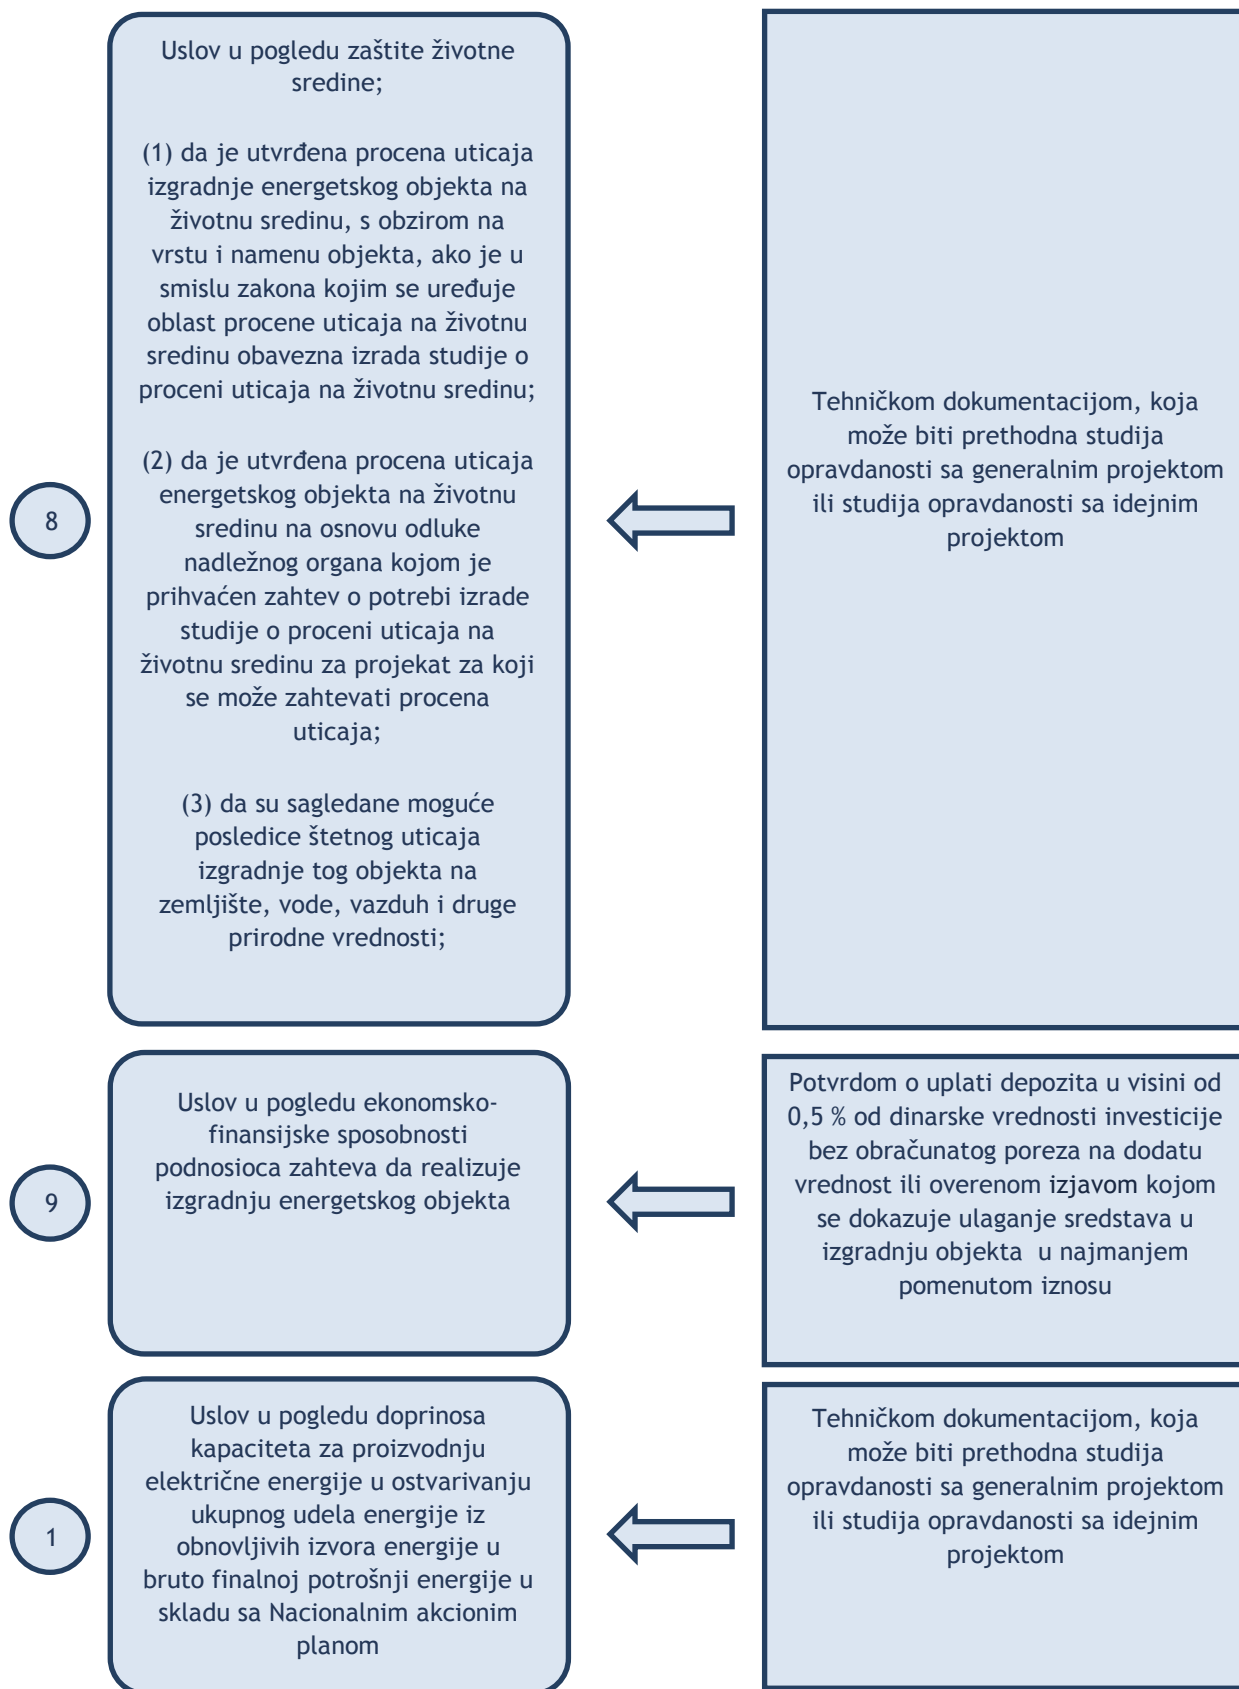 8
Uslov u pogledu zaštite životne
sredine;
(1) da je utvrđena procena uticaja
izgradnje energetskog objekta na
životnu sredinu, s obzirom na
vrstu i namenu objekta, ako je u
smislu zakona kojim se uređuje
oblast procene uticaja na životnu
sredinu obavezna izrada studije o
proceni uticaja na životnu sredinu;
(2) da je utvrđena procena uticaja
energetskog objekta na životnu
sredinu na osnovu odluke
nadležnog organa kojom je
prihvaćen zahtev o potrebi izrade
studije o proceni uticaja na
životnu sredinu za projekat za koji
se može zahtevati procena
uticaja;
(3) da su sagledane moguće
posledice štetnog uticaja
izgradnje tog objekta na
zemljište, vode, vazduh i druge
prirodne vrednosti;
Tehničkom dokumentacijom, koja
može biti prethodna studija
opravdanosti sa generalnim projektom
ili studija opravdanosti sa idejnim
projektom
9
Uslov u pogledu ekonomsko-
finansijske sposobnosti
podnosioca zahteva da realizuje
izgradnju energetskog objekta
Potvrdom o uplati depozita u visini od
0,5 % od dinarske vrednosti investicije
bez obračunatog poreza na dodatu
vrednost ili overenom izjavom kojom
se dokazuje ulaganje sredstava u
izgradnju objekta u najmanjem
pomenutom iznosu
1
Uslov u pogledu doprinosa
kapaciteta za proizvodnju
električne energije u ostvarivanju
ukupnog udela energije iz
obnovljivih izvora energije u
bruto finalnoj potrošnji energije u
skladu sa Nacionalnim akcionim
planom
Tehničkom dokumentacijom, koja
može biti prethodna studija
opravdanosti sa generalnim projektom
ili studija opravdanosti sa idejnim
projektom